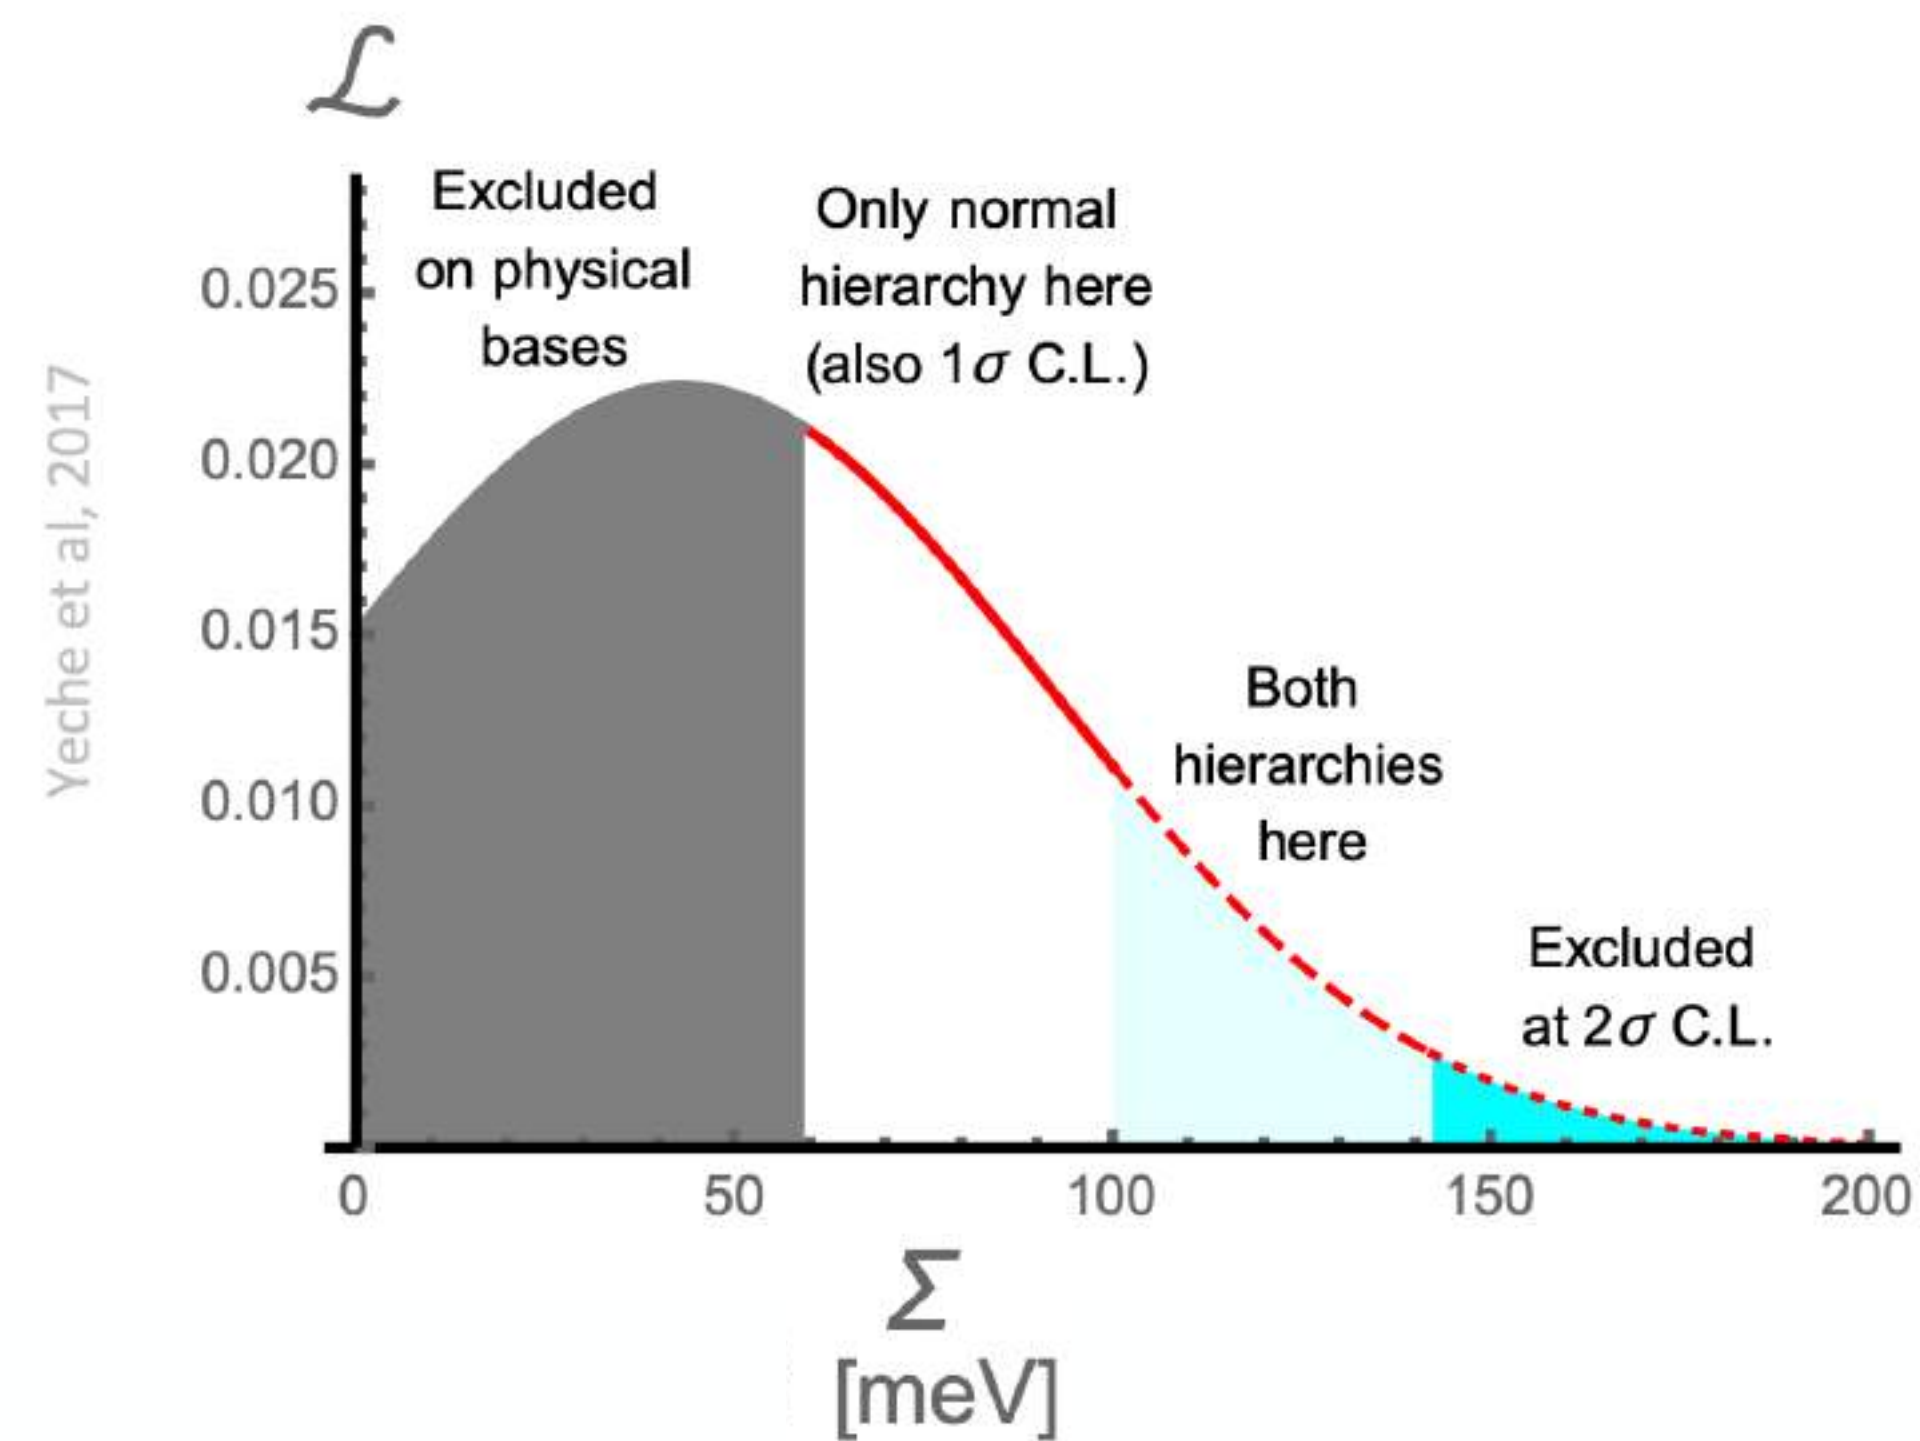 ℒ
Excluded
on physical
bases
Only normal
hierarchy here
(also 1σ C.L.)
Both
hierarchies
here
Excluded
at 2σ C.L.
0.025
0.020
0.015
0.010
0.005
0
50
100
150
200
Σ
[meV]
Yeche et al, 2017